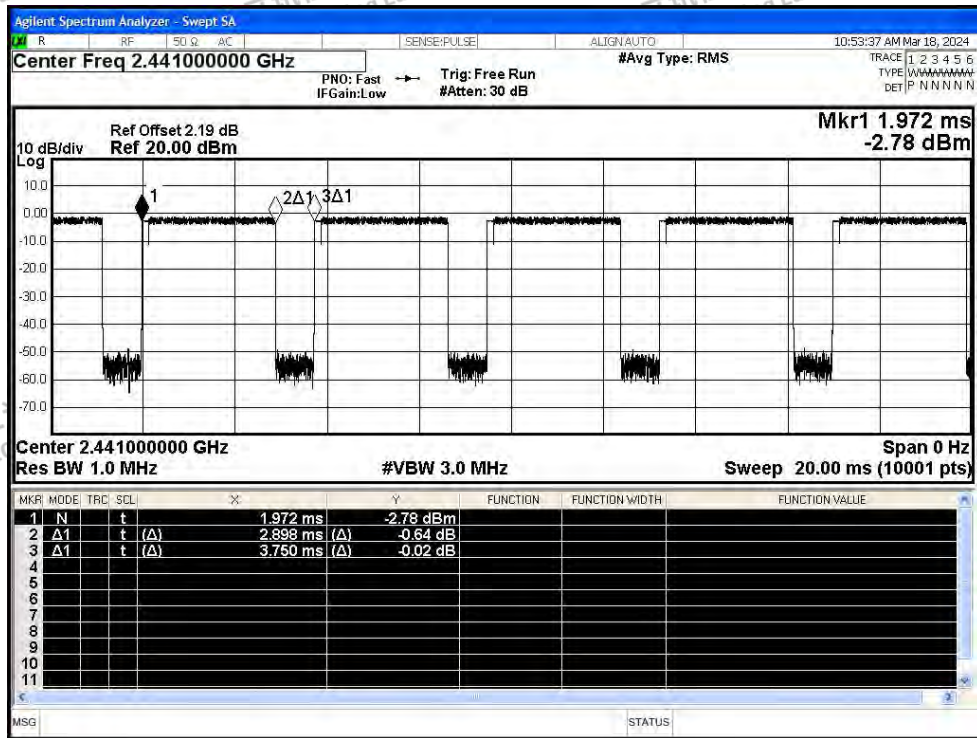 Agilent Spectrum Analyzer - Swept SA
LXI R RF 50 Ω AC SENSE:PULSE ALIGN AUTO 10:53:37 AM Mar 18, 2024
Center Freq 2.441000000 GHz
PNO: Fast
IFGain:Low
Trig: Free Run
#Atten: 30 dB
#Avg Type: RMS
TRACE 1 2 3 4 5 6
TYPE WWWWWW
DET P N N N N N
Mkr1 1.972 ms
-2.78 dBm
Ref Offset 2.19 dB
10 dB/div Ref 20.00 dBm
Log
10.0
0.00
-10.0
-20.0
-30.0
-40.0
-50.0
-60.0
-70.0
1 2Δ1 3Δ1
Center 2.441000000 GHz Span 0 Hz
Res BW 1.0 MHz #VBW 3.0 MHz Sweep 20.00 ms (10001 pts)
MKR MODE TRC SCL X Y FUNCTION FUNCTION WIDTH FUNCTION VALUE
1 N t 1.972 ms -2.78 dBm
2 Δ1 t (Δ) 2.898 ms (Δ) -0.64 dB
3 Δ1 t (Δ) 3.750 ms (Δ) -0.02 dB
4
5
6
7
8
9
10
11
MSG STATUS